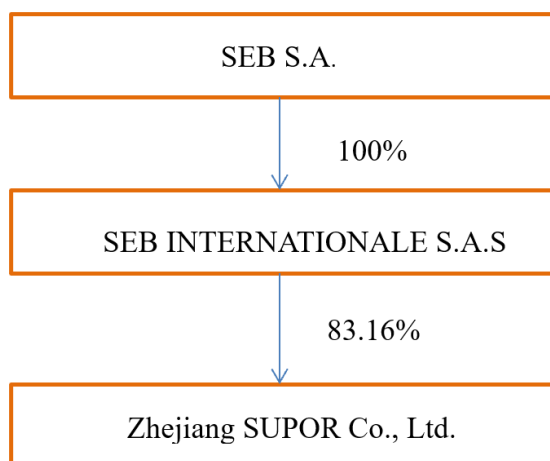 SEB S.A.
100%
SEB INTERNATIONALE S.A.S
83.16%
Zhejiang SUPOR Co., Ltd.